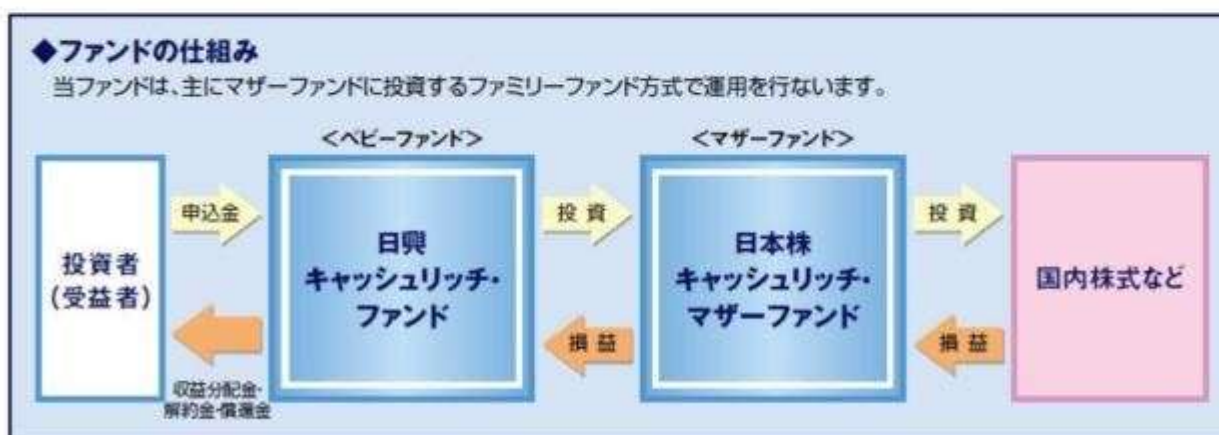 ◆ファンドの仕組み
当ファンドは、主にマザーファンドに投資するファミリーファンド方式で運用を行ないます。
＜ベビーファンド＞
＜マザーファンド＞
投資者
(受益者)
申込金
収益分配金・
解約金・償還金
日興
キャッシュリッチ・
ファンド
投資
損益
日本株
キャッシュリッチ・
マザーファンド
投資
損益
国内株式など